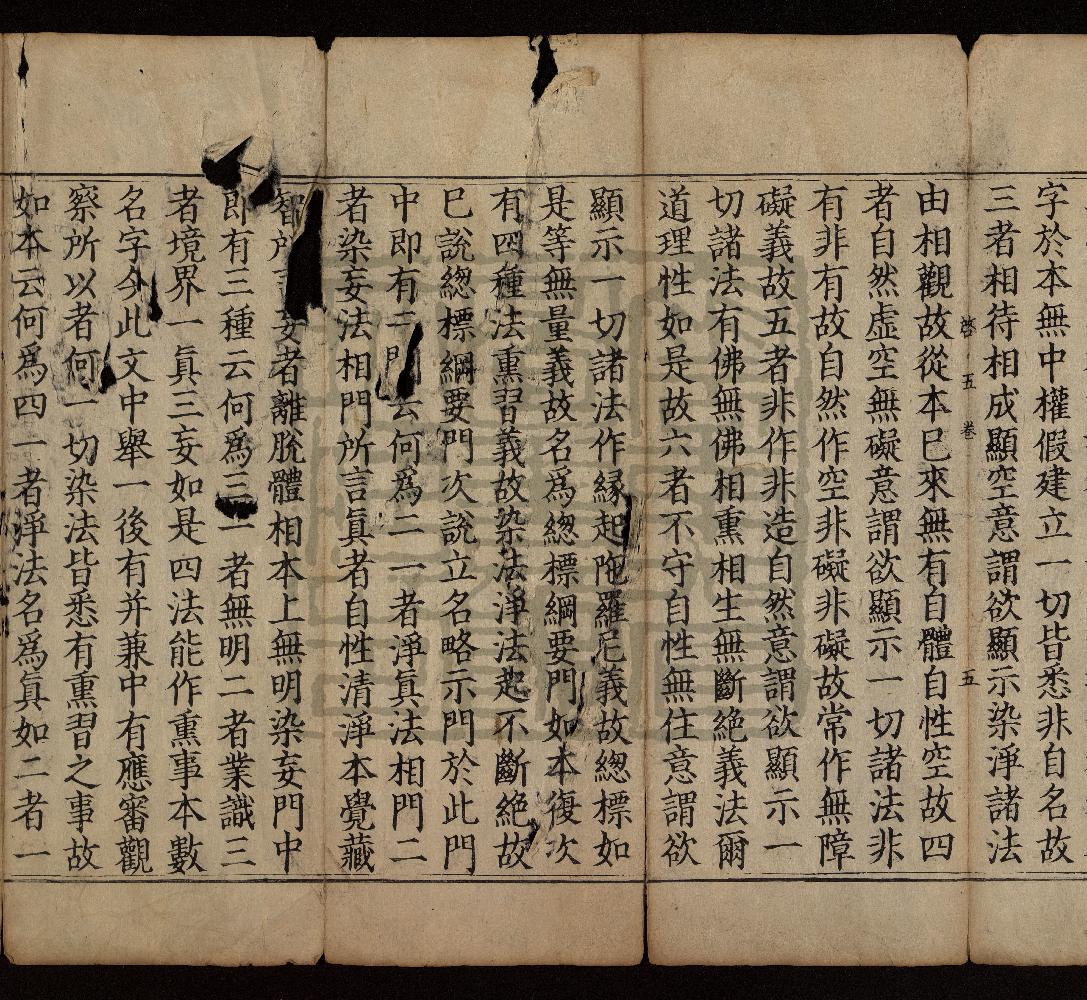 字於本無中權假建立一切皆悉非自名故
三者相待相成顯空意謂欲顯示染淨諸法
啓 五 卷 五
由相觀故從本巳來無有自體自性空故四
者自然虛空無礙意謂欲顯示一切諸法非
有非有故自然作空非礙非礙故常作無障
礙義故五者非作非造自然意謂欲顯示一
切諸法有佛無佛相熏相生無斷絕義法爾
道理性如是故六者不守自性無住意謂欲
顯示一切諸法作緣起陀羅尼義故總標如
是等無量義故名爲總標綱要門如本復次
有四種法熏習義故染法淨法起不斷絕故
巳說總標綱要門次說立名略示門於此門
中即有二門云何爲二一者淨眞法相門二
者染妄法相門所言眞者自性清淨本覺藏
智所言妄者離脫體相本上無明染妄門中
即有三種云何爲三一者無明二者業識三
者境界一眞三妄如是四法能作熏事本數
名字今此文中舉一後有并兼中有應審觀
察所以者何一切染法皆悉有熏習之事故
如本云何爲四一者淨法名爲眞如二者一